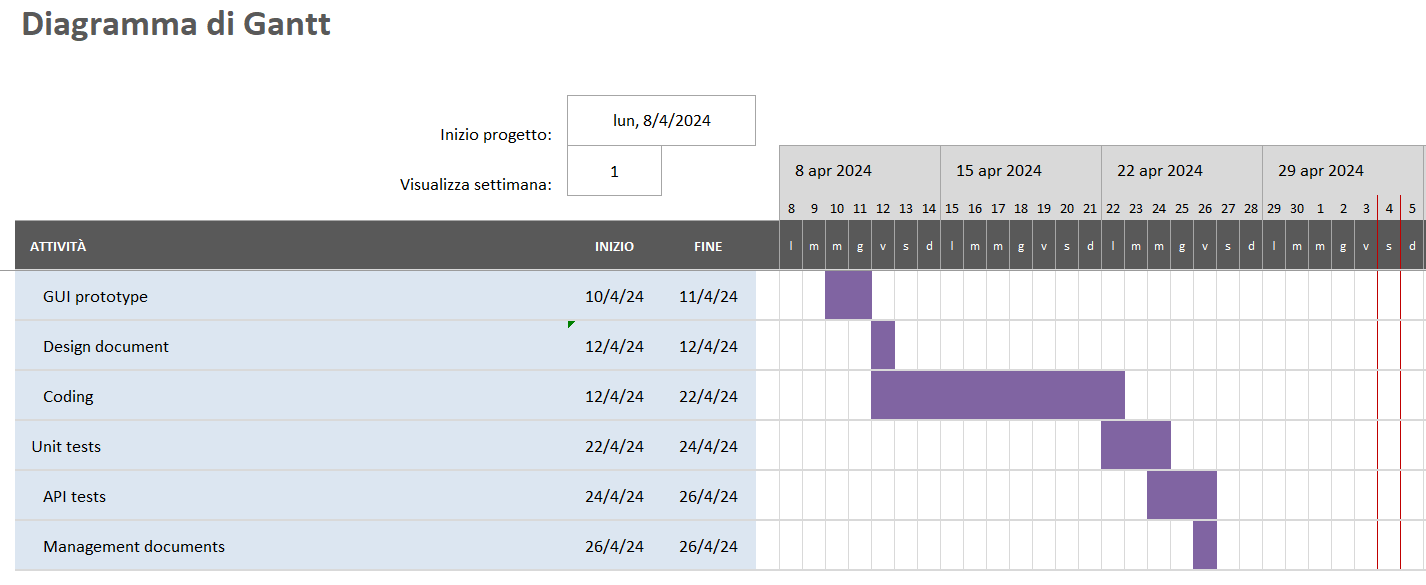 Diagramma di Gantt
Inizio progetto: lun, 8/4/2024
Visualizza settimana: 1
8 apr 2024 15 apr 2024 22 apr 2024 29 apr 2024
8 9 10 11 12 13 14 15 16 17 18 19 20 21 22 23 24 25 26 27 28 29 30 1 2 3 4 5
ATTIVITÀ INIZIO FINE l m m g v s d l m m g v s d l m m g v s d l m m g v s d
GUI prototype 10/4/24 11/4/24
Design document 12/4/24 12/4/24
Coding 12/4/24 22/4/24
Unit tests 22/4/24 24/4/24
API tests 24/4/24 26/4/24
Management documents 26/4/24 26/4/24